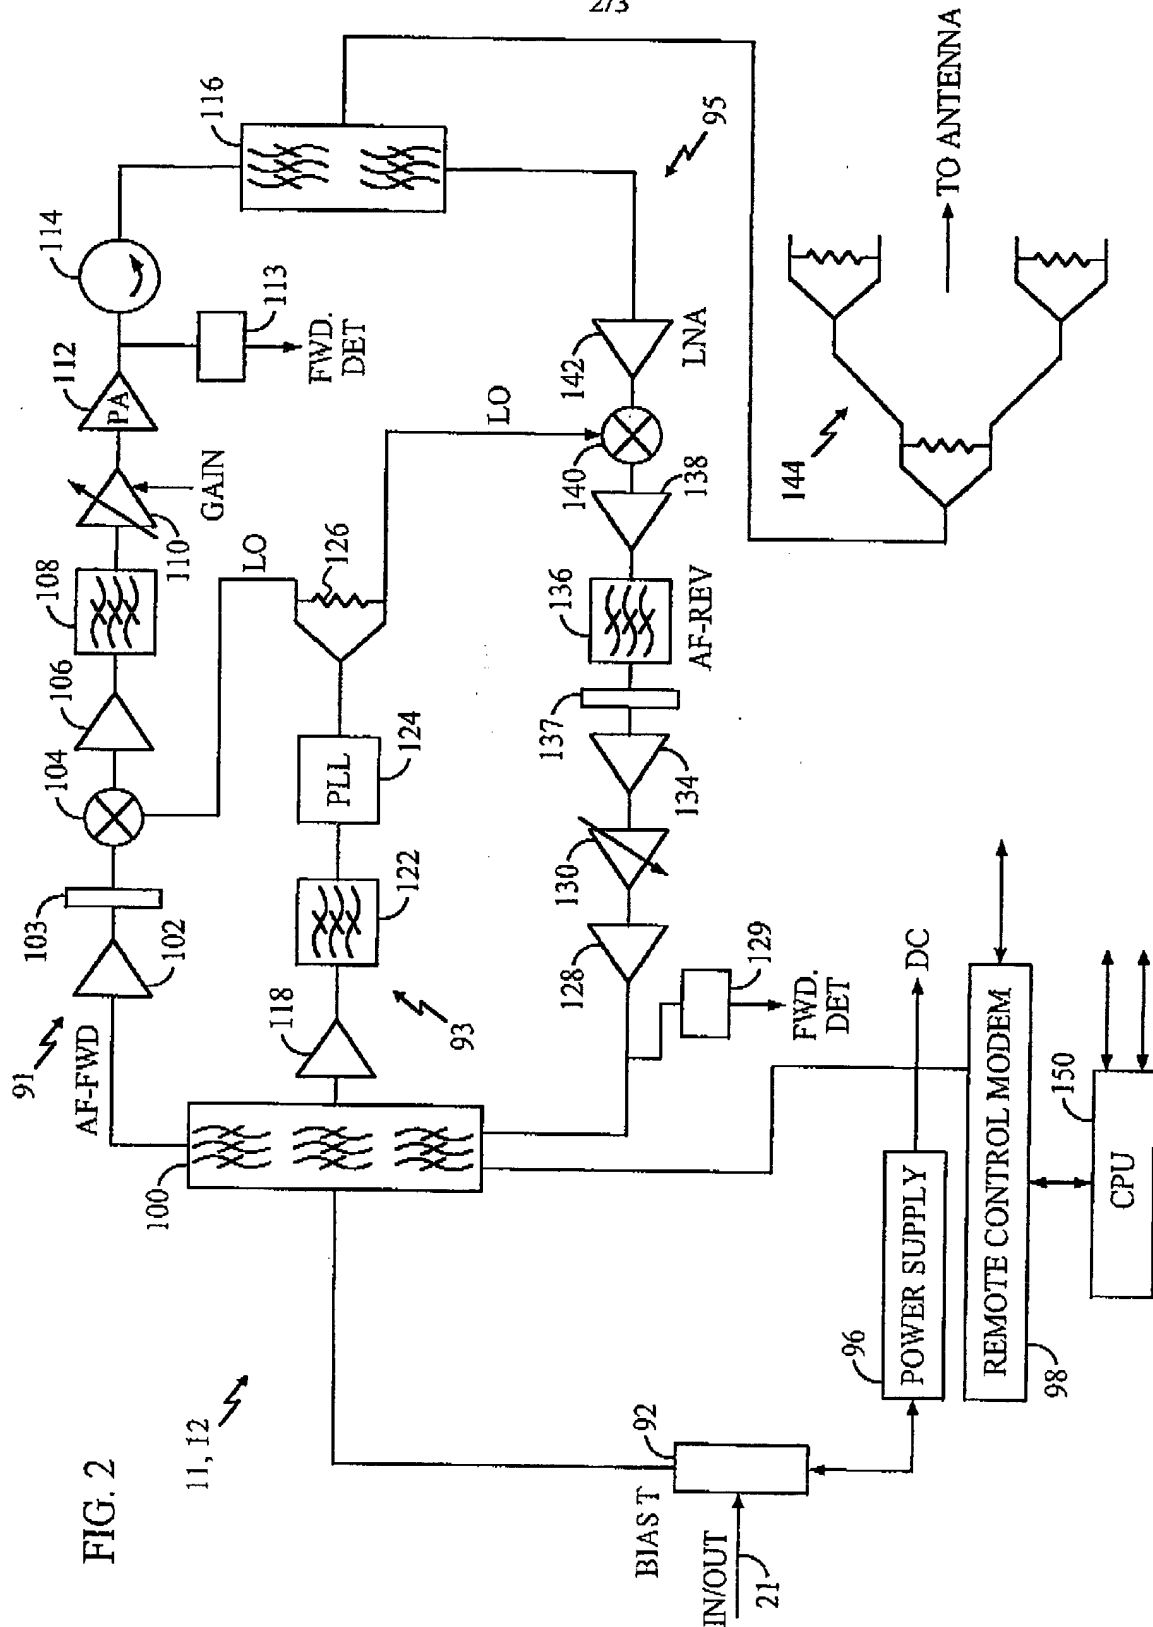 2/3
FIG. 2
11, 12
91
AF-FWD
102
103
104
106
108
110
GAIN
112
PA
113
FWD.
DET
114
116
95
100
118
93
122
PLL
124
126
LO
LO
128
129
FWD.
DET
130
134
137
136
AF-REV
138
140
142
LNA
144
TO ANTENNA
BIAS T
92
IN/OUT
21
96
POWER SUPPLY
DC
REMOTE CONTROL MODEM
98
CPU
150